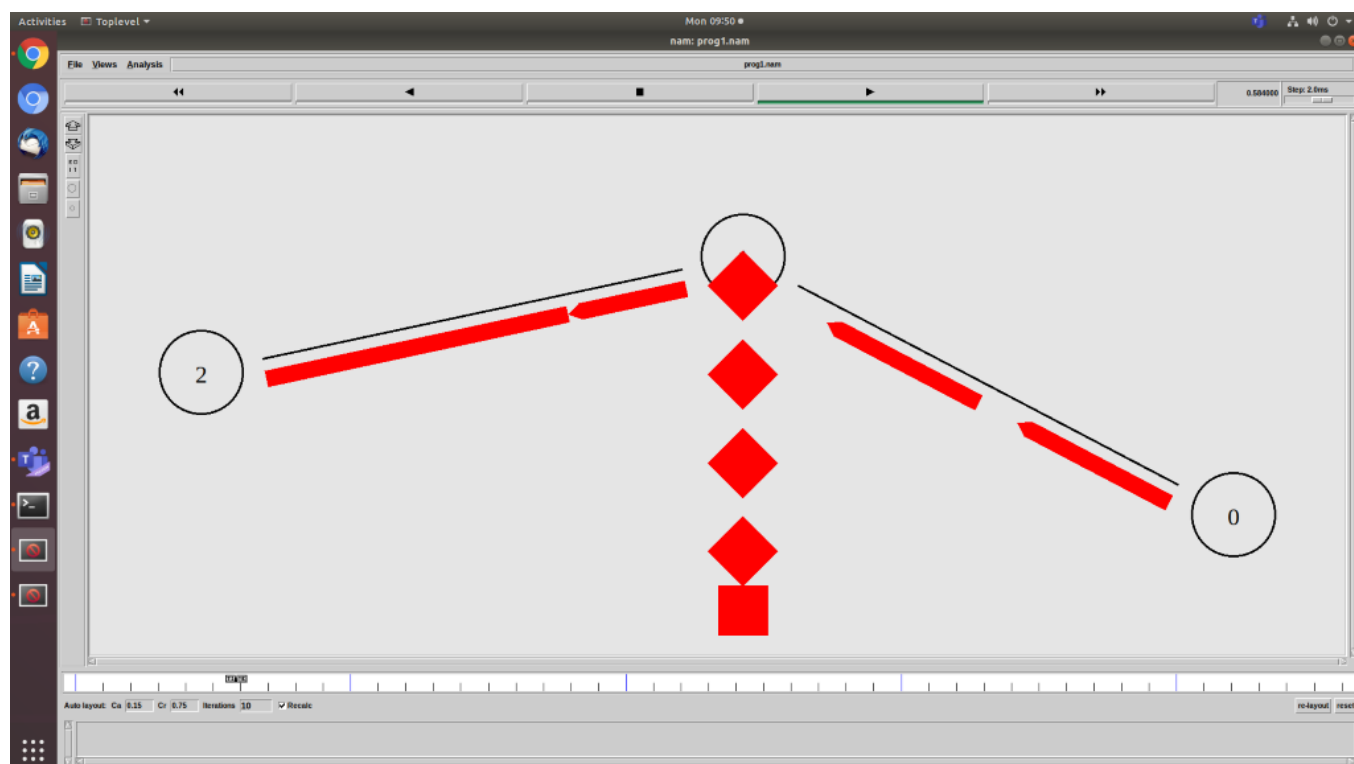 Activities Toplevel Mon 09:50
nam: prog1.nam
File Views Analysis prog1.nam
0.584000 Step: 2.0ms
2
0
Auto layout: Ca 0.15 Cr 0.75 Iterations 10 Recalc re-layout reset